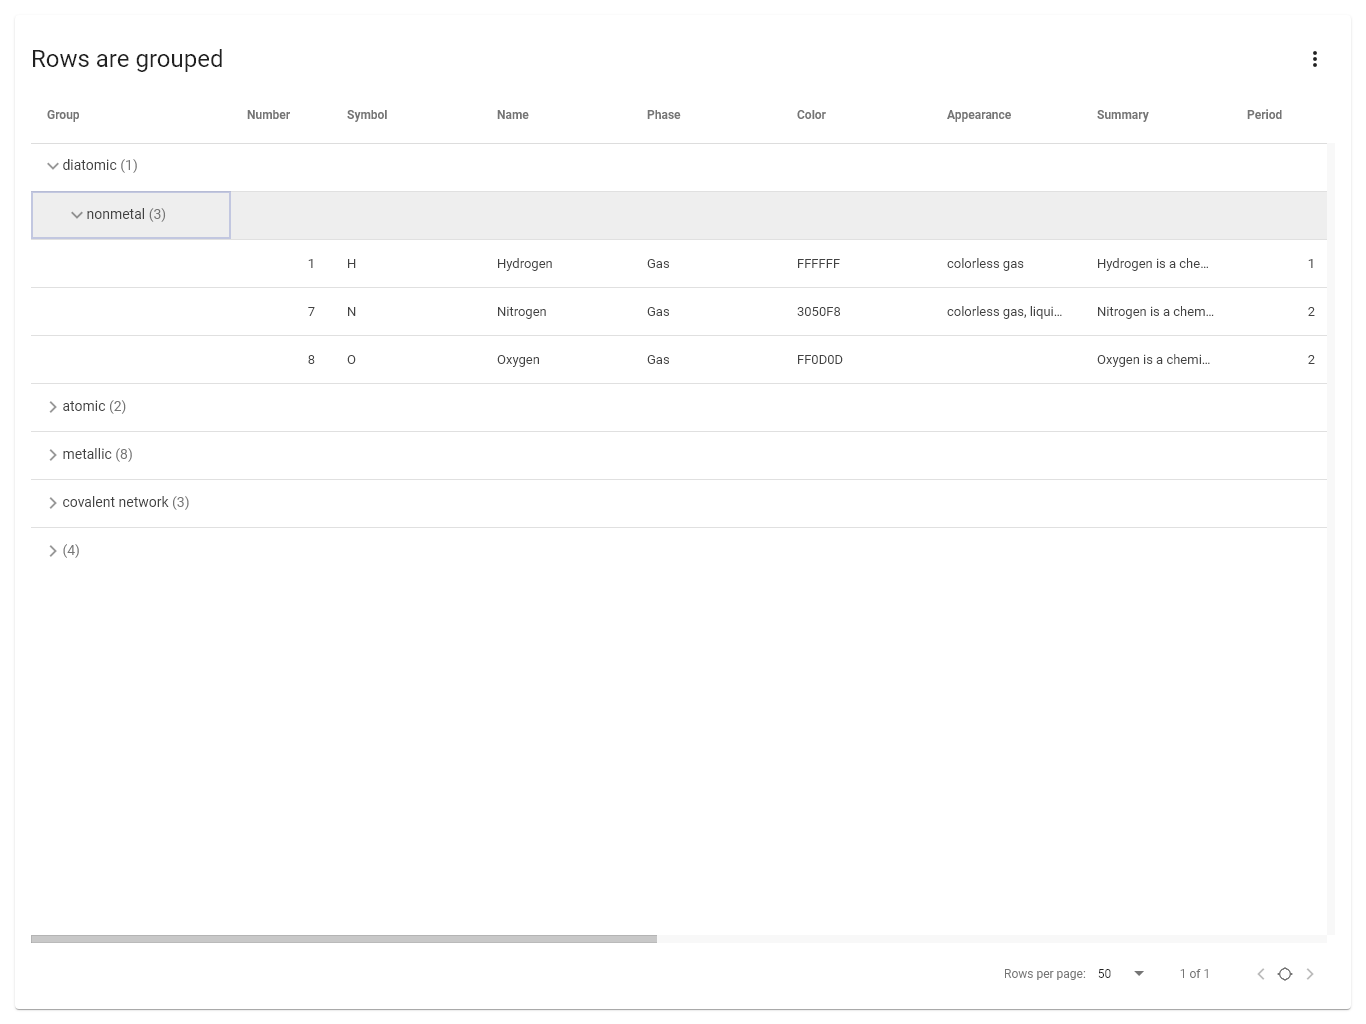 Rows are grouped
Group Number Symbol Name Phase Color Appearance Summary Period
diatomic (1)
nonmetal (3)
1 H Hydrogen Gas FFFFFF colorless gas Hydrogen is a che… 1
7 N Nitrogen Gas 3050F8 colorless gas, liqui… Nitrogen is a chem… 2
8 O Oxygen Gas FF0D0D Oxygen is a chemi… 2
atomic (2)
metallic (8)
covalent network (3)
(4)
Rows per page: 50 1 of 1